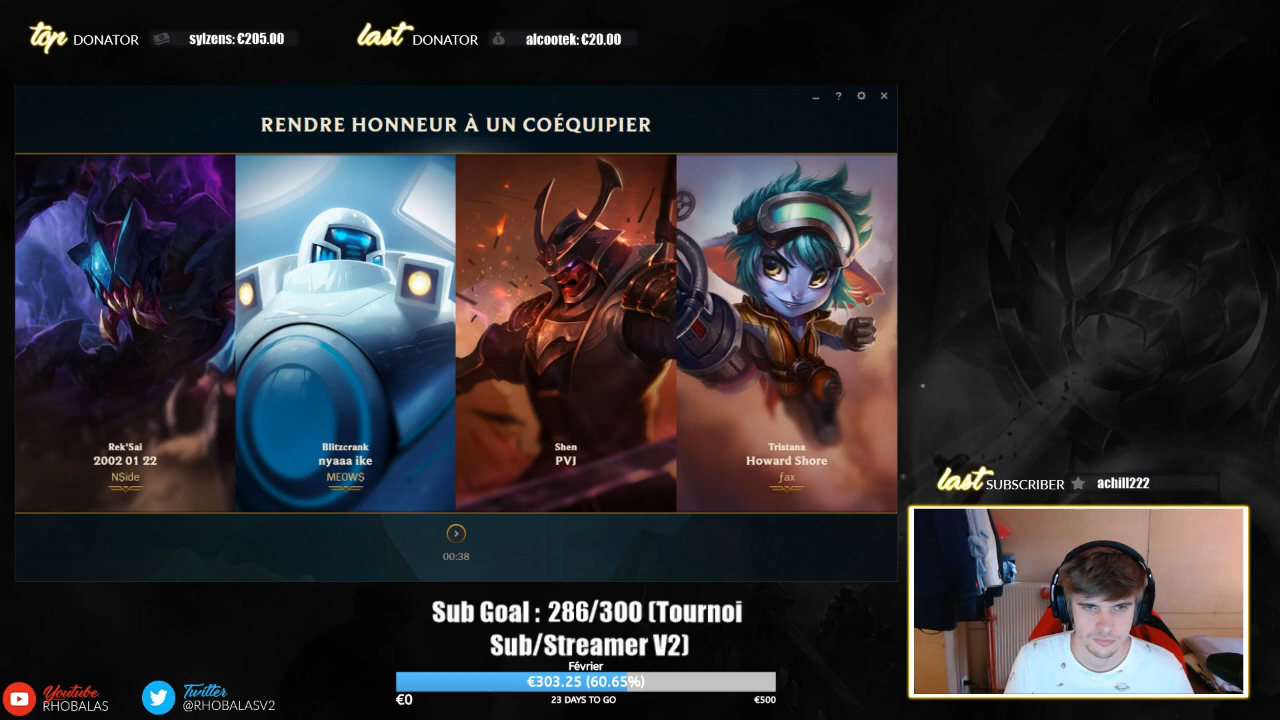 top DONATOR sylzens: €205.00
last DONATOR alcootek: €20.00
RENDRE HONNEUR À UN COÉQUIPIER
Rek'Sai
2002 01 22
N$ide
Blitzcrank
nyaaa ike
MEOW$
Shen
PVJ
Tristana
Howard Shore
ƒax
00:38
last SUBSCRIBER achill222
Sub Goal : 286/300 (Tournoi
Sub/Streamer V2)
Février
€303.25 (60.65%)
€0 23 DAYS TO GO €500
Youtube
RHOBALAS
Twitter
@RHOBALASV2